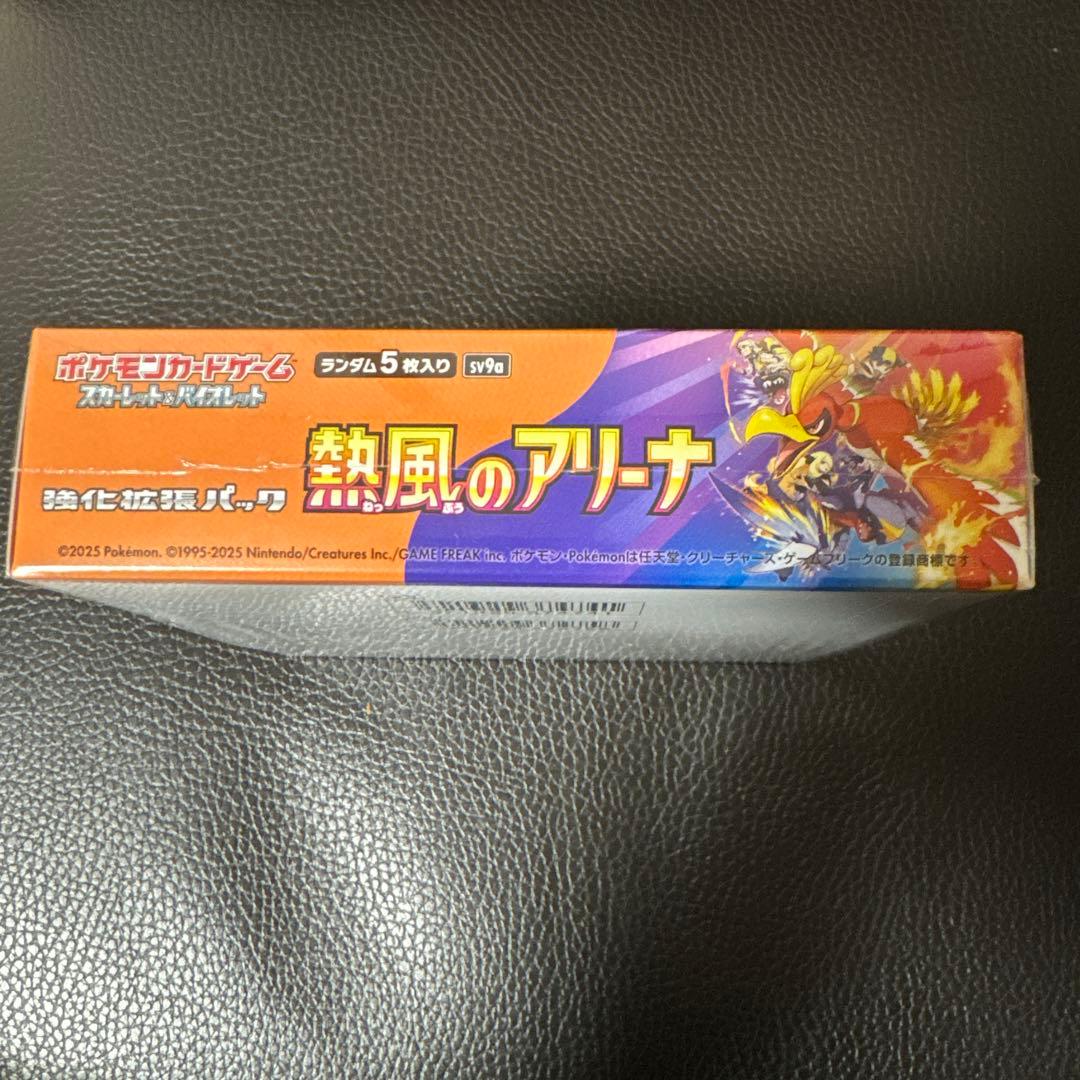 ポケモンカードゲーム
スカーレット&バイオレット
ランダム5枚入り
sv9a
強化拡張パック
熱風のアリーナ
ねっ ぷう
©2025 Pokémon. ©1995-2025 Nintendo/Creatures Inc./GAME FREAK inc. ポケモン・Pokémonは任天堂・クリーチャーズ・ゲームフリークの登録商標です。